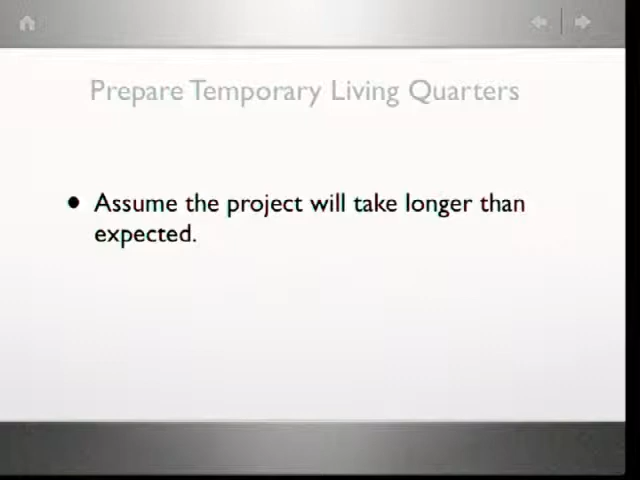 Prepare Temporary Living Quarters
• Assume the project will take longer than
expected.